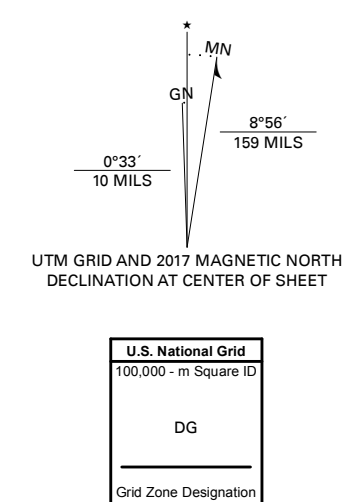 ★
MN
GN
8°56´
159 MILS
0°33´
10 MILS
UTM GRID AND 2017 MAGNETIC NORTH
DECLINATION AT CENTER OF SHEET
U.S. National Grid
100,000 - m Square ID
DG
Grid Zone Designation